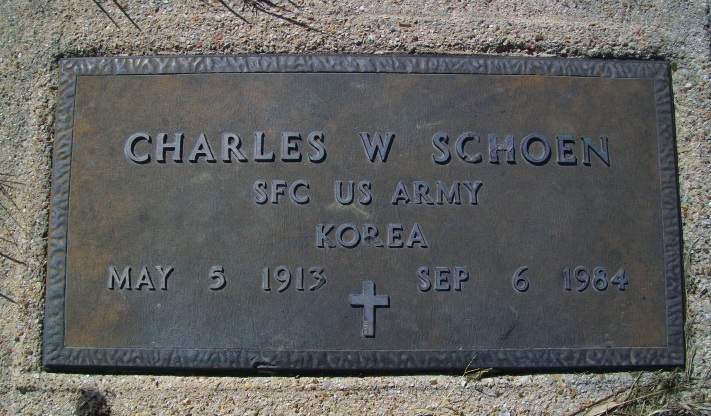 CHARLES W SCHOEN
SFC US ARMY
KOREA
MAY 5 1913 SEP 6 1984